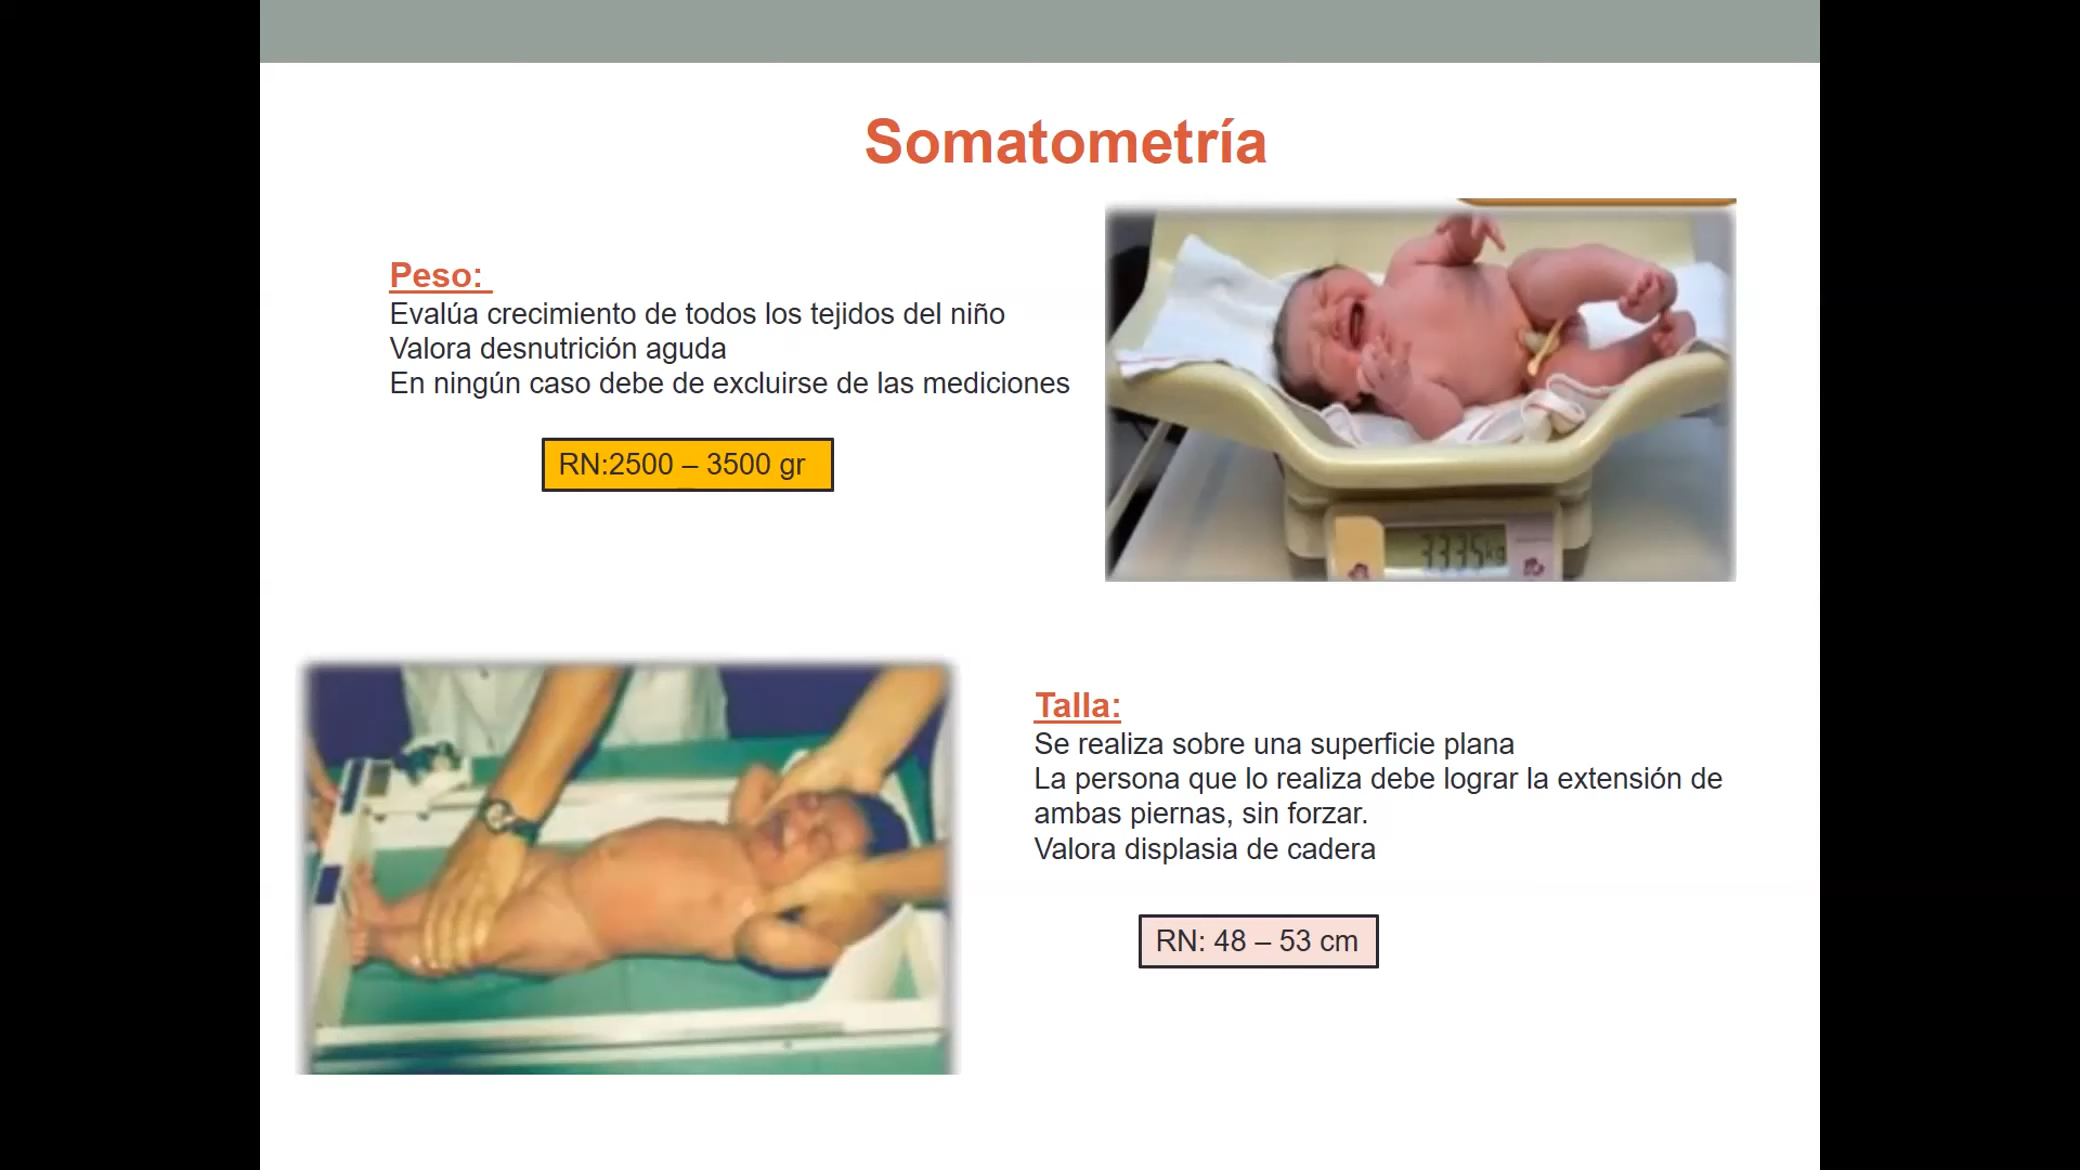 Somatometría
Peso:
Evalúa crecimiento de todos los tejidos del niño
Valora desnutrición aguda
En ningún caso debe de excluirse de las mediciones
RN:2500 – 3500 gr
3335kg
Talla:
Se realiza sobre una superficie plana
La persona que lo realiza debe lograr la extensión de
ambas piernas, sin forzar.
Valora displasia de cadera
RN: 48 – 53 cm